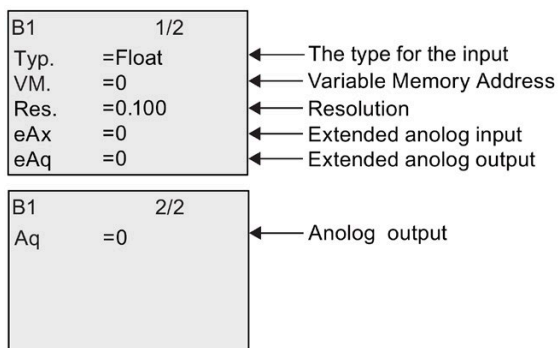 B1 1/2
Typ. =Float The type for the input
VM. =0 Variable Memory Address
Res. =0.100 Resolution
eAx =0 Extended anolog input
eAq =0 Extended anolog output
B1 2/2
Aq =0 Anolog output